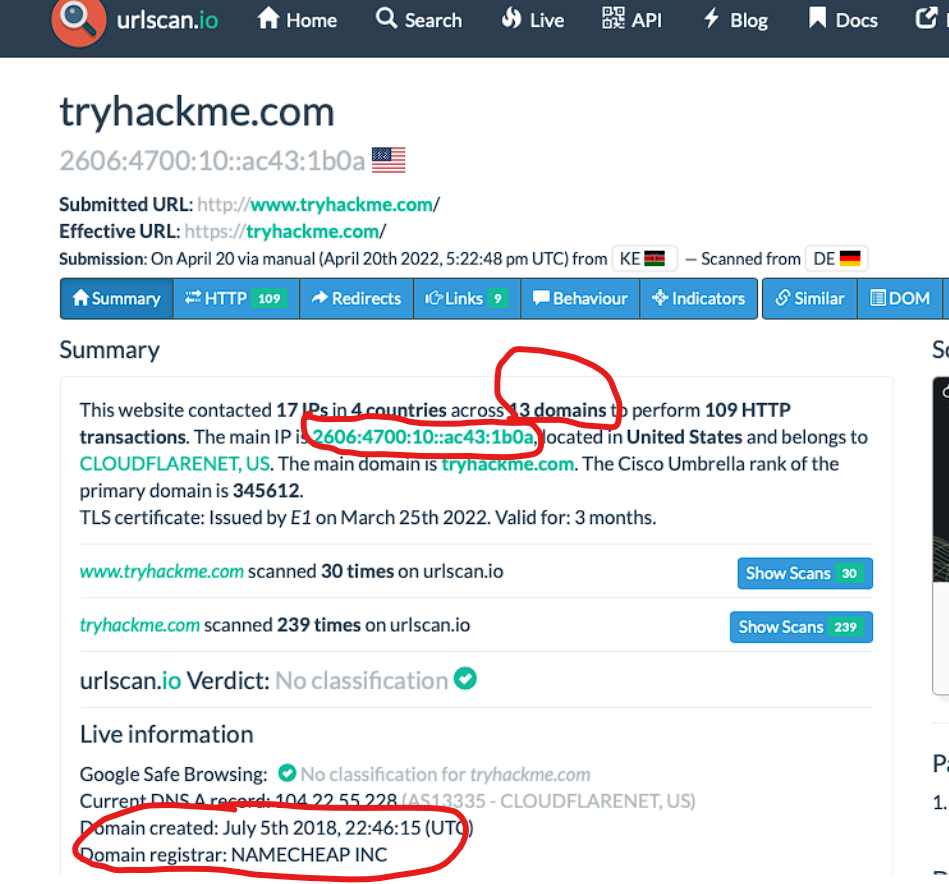 urlscan.io Home Search Live API Blog Docs
tryhackme.com
2606:4700:10::ac43:1b0a
Submitted URL: http://www.tryhackme.com/
Effective URL: https://tryhackme.com/
Submission: On April 20 via manual (April 20th 2022, 5:22:48 pm UTC) from KE — Scanned from DE
Summary HTTP 109 Redirects Links 9 Behaviour Indicators Similar DOM
Summary
This website contacted 17 IPs in 4 countries across 13 domains to perform 109 HTTP
transactions. The main IP is 2606:4700:10::ac43:1b0a, located in United States and belongs to
CLOUDFLARENET, US. The main domain is tryhackme.com. The Cisco Umbrella rank of the
primary domain is 345612.
TLS certificate: Issued by E1 on March 25th 2022. Valid for: 3 months.
www.tryhackme.com scanned 30 times on urlscan.io
Show Scans 30
tryhackme.com scanned 239 times on urlscan.io
Show Scans 239
urlscan.io Verdict: No classification
Live information
Google Safe Browsing: No classification for tryhackme.com
Current DNS A record: 104.22.55.228 (AS13335 - CLOUDFLARENET, US)
Domain created: July 5th 2018, 22:46:15 (UTC)
Domain registrar: NAMECHEAP INC
1.